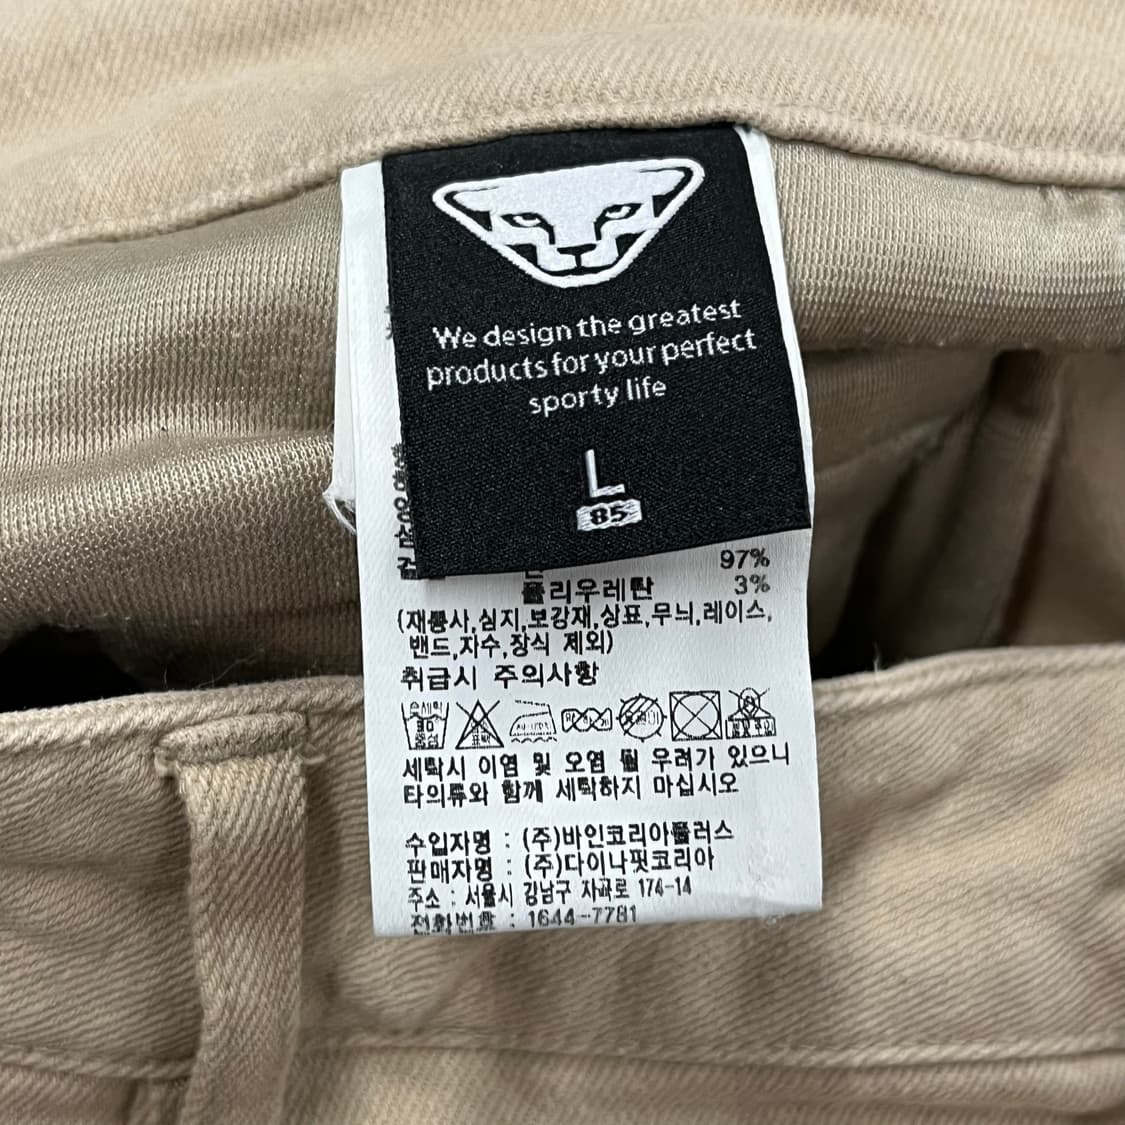 We design the greatest
products for your perfect
sporty life
L
85
97%
폴리우레탄 3%
(재봉사,심지,보강재,상표,무늬,레이스,
밴드,자수,장식 제외)
취급시 주의사항
세탁시 이염 및 오염 될 우려가 있으니
타의류와 함께 세탁하지 마십시오
수입자명 : (주)바인코리아플러스
판매자명 : (주)다이나핏코리아
주소 : 서울시 강남구 자곡로 174-14
전화번호 : 1644-7781